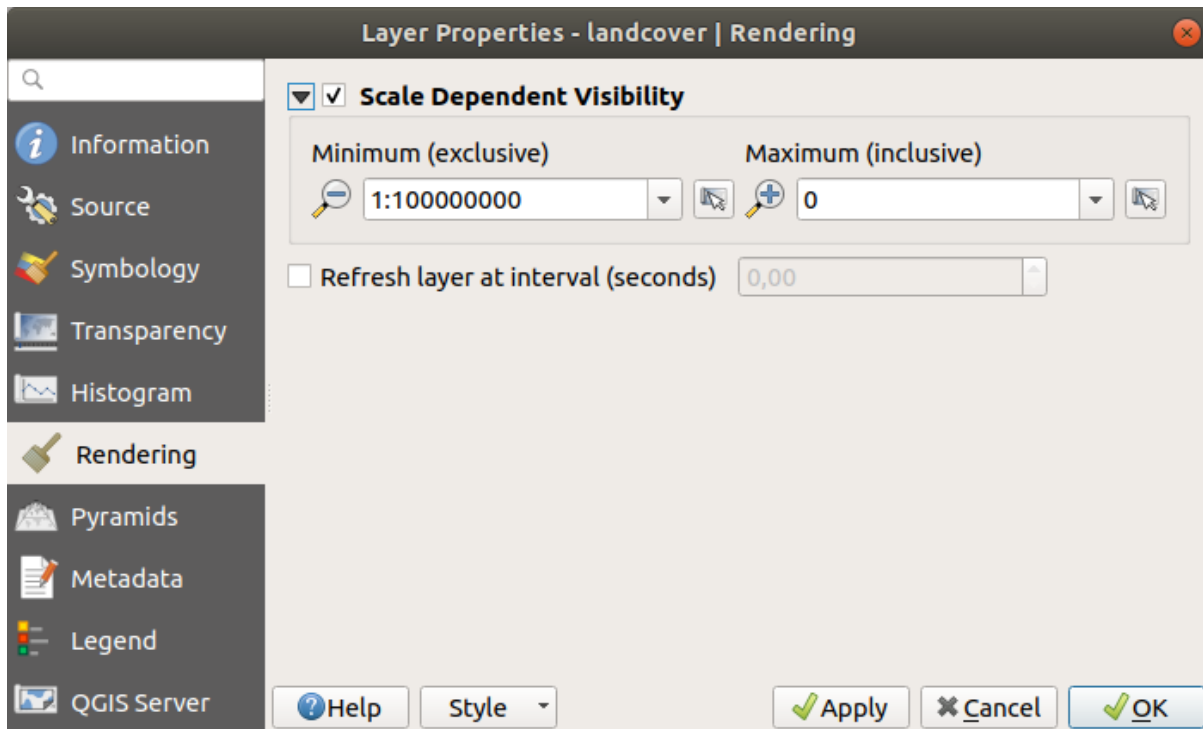 Layer Properties - landcover | Rendering
Information
Source
Symbology
Transparency
Histogram
Rendering
Pyramids
Metadata
Legend
QGIS Server
Scale Dependent Visibility
Minimum (exclusive) Maximum (inclusive)
1:100000000 0
Refresh layer at interval (seconds) 0,00
Help Style Apply Cancel OK